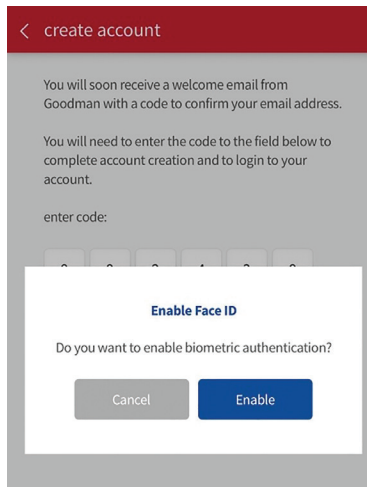 create account
You will soon receive a welcome email from
Goodman with a code to confirm your email address.
You will need to enter the code to the field below to
complete account creation and to login to your
account.
enter code:
Enable Face ID
Do you want to enable biometric authentication?
Cancel
Enable